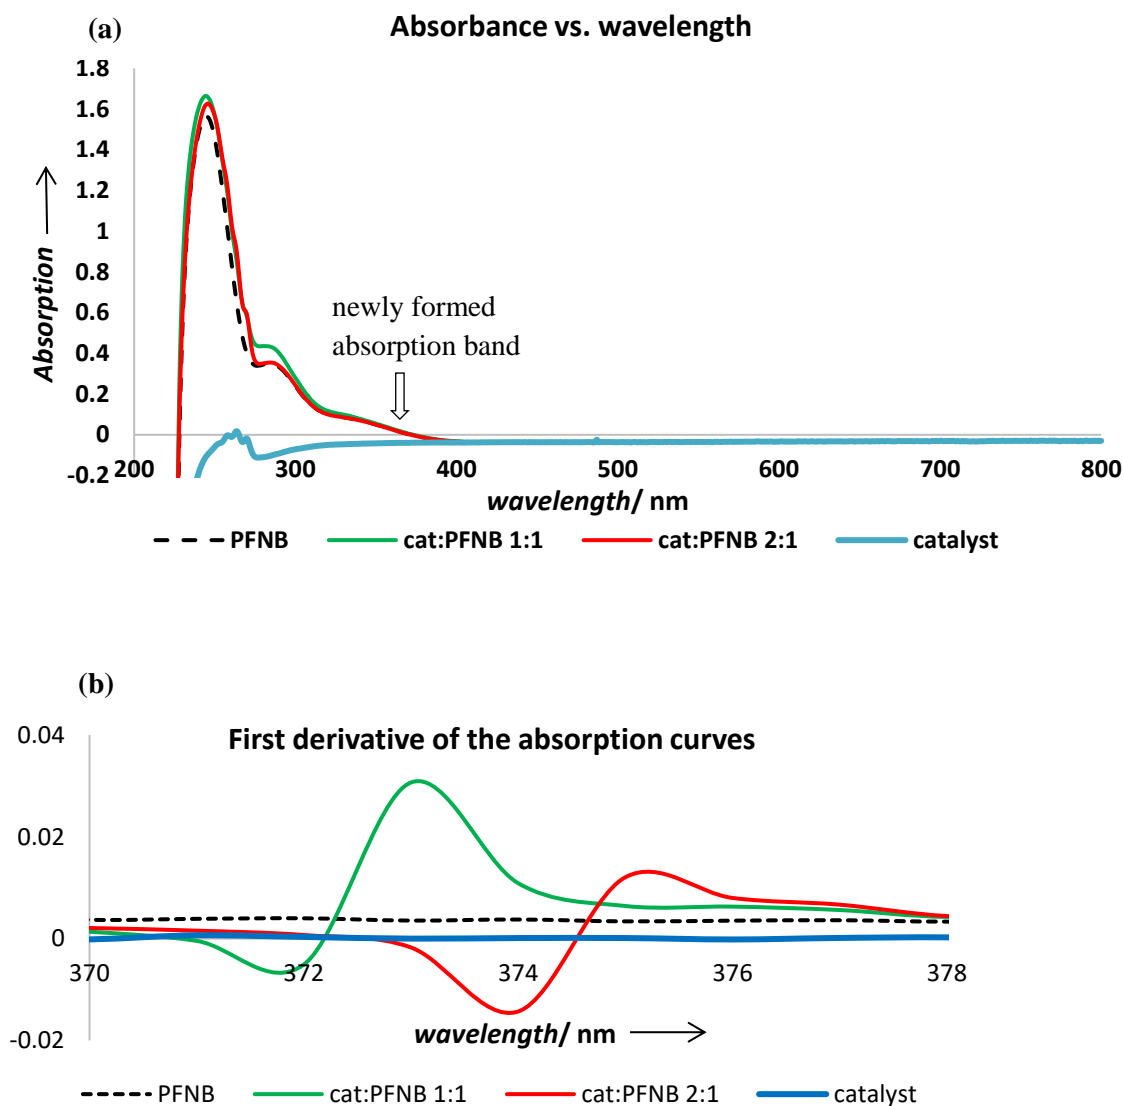 (a)
Absorbance vs. wavelength
1.8
1.6
1.4
1.2
1
0.8
0.6
0.4
0.2
0
-0.2
Absorption
newly formed
absorption band
200 300 400 500 600 700 800
wavelength/ nm
PFNB cat:PFNB 1:1 cat:PFNB 2:1 catalyst
(b)
First derivative of the absorption curves
0.04
0.02
0
-0.02
370 372 374 376 378
wavelength/ nm
PFNB cat:PFNB 1:1 cat:PFNB 2:1 catalyst